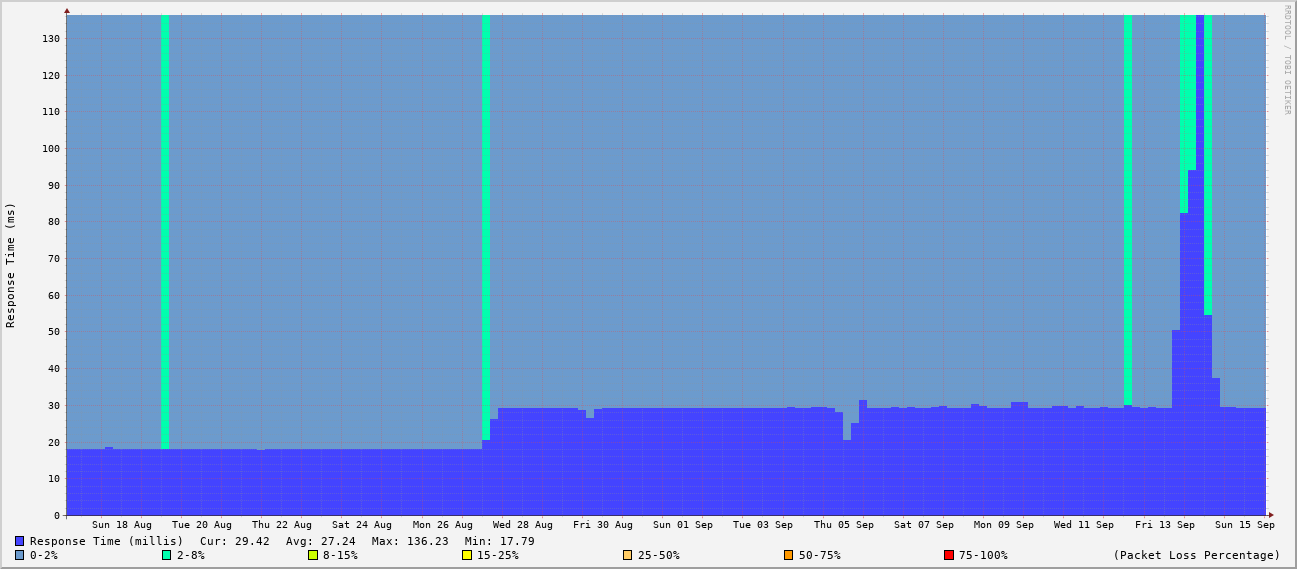 RRDTOOL / TOBI OETIKER
Response Time (ms)
130
120
110
100
90
80
70
60
50
40
30
20
10
0
Sun 18 Aug Tue 20 Aug Thu 22 Aug Sat 24 Aug Mon 26 Aug Wed 28 Aug Fri 30 Aug Sun 01 Sep Tue 03 Sep Thu 05 Sep Sat 07 Sep Mon 09 Sep Wed 11 Sep Fri 13 Sep Sun 15 Sep
Response Time (millis) Cur: 29.42 Avg: 27.24 Max: 136.23 Min: 17.79
0-2% 2-8% 8-15% 15-25% 25-50% 50-75% 75-100% (Packet Loss Percentage)